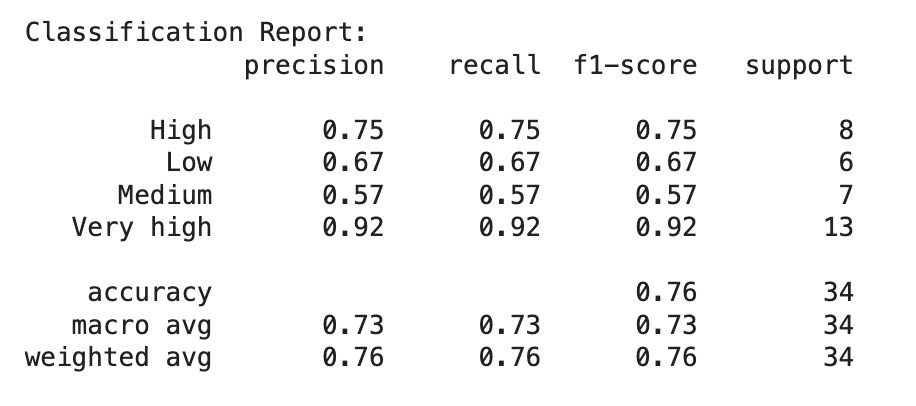 Classification Report:
precision recall f1-score support
High 0.75 0.75 0.75 8
Low 0.67 0.67 0.67 6
Medium 0.57 0.57 0.57 7
Very high 0.92 0.92 0.92 13
accuracy 0.76 34
macro avg 0.73 0.73 0.73 34
weighted avg 0.76 0.76 0.76 34